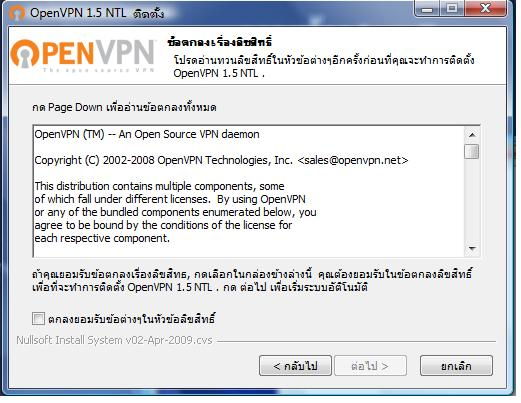 OpenVPN 1.5 NTL ติดตั้ง
OPENVPN
The open source VPN
ข้อตกลงเรื่องลิขสิทธิ์
โปรดอ่านทวนลิขสิทธิ์ในหัวข้อต่างๆอีกครั้งก่อนที่คุณจะทำการติดตั้ง
OpenVPN 1.5 NTL .
กด Page Down เพื่ออ่านข้อตกลงทั้งหมด
OpenVPN (TM) -- An Open Source VPN daemon
Copyright (C) 2002-2008 OpenVPN Technologies, Inc. <sales@openvpn.net>
This distribution contains multiple components, some
of which fall under different licenses.  By using OpenVPN
or any of the bundled components enumerated below, you
agree to be bound by the conditions of the license for
each respective component.
ถ้าคุณยอมรับข้อตกลงเรื่องลิขสิทธ, กดเลือกในกล่องข้างล่างนี้  คุณต้องยอมรับในข้อตกลงลิขสิทธิ์
เพื่อที่จะทำการติดตั้ง OpenVPN 1.5 NTL . กด ต่อไป เพื่อเริ่มระบบอัติโนมัติ
ตกลงยอมรับข้อต่างๆในหัวข้อลิขสิทธิ์
Nullsoft Install System v02-Apr-2009.cvs
< กลับไป
ต่อไป >
ยกเลิก